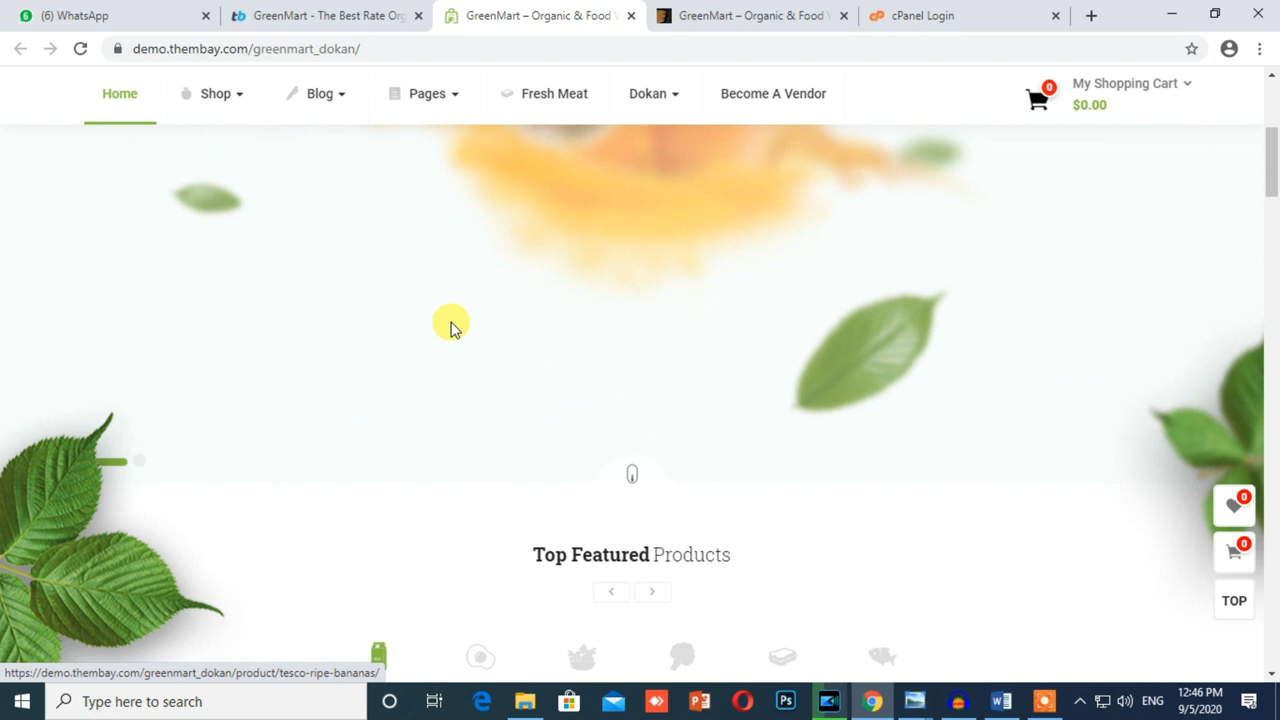 (6) WhatsApp
GreenMart - The Best Rate Org
GreenMart – Organic & Food V
GreenMart – Organic & Food V
cPanel Login
demo.thembay.com/greenmart_dokan/
Home
Shop
Blog
Pages
Fresh Meat
Dokan
Become A Vendor
0
My Shopping Cart
$0.00
Top Featured Products
0
0
TOP
https://demo.thembay.com/greenmart_dokan/product/tesco-ripe-bananas/
Type here to search
ENG
12:46 PM
9/5/2020